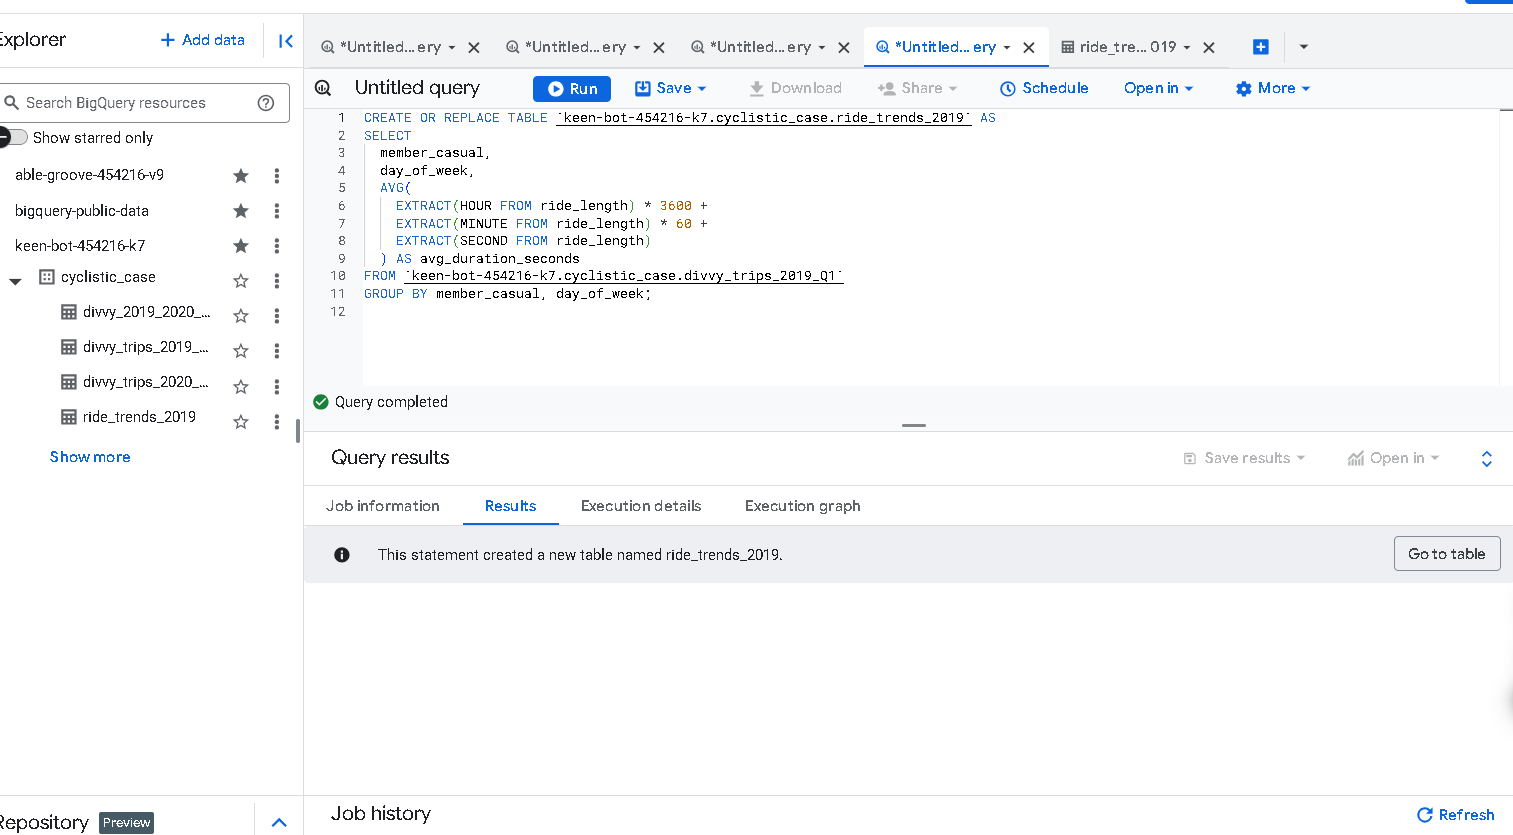 Explorer
+ Add data
Search BigQuery resources
Show starred only
able-groove-454216-v9
bigquery-public-data
keen-bot-454216-k7
cyclistic_case
divvy_2019_2020_...
divvy_trips_2019_...
divvy_trips_2020_...
ride_trends_2019
Show more
Repository Preview
*Untitled... ery *Untitled... ery *Untitled... ery *Untitled... ery ride_tre... 019
Untitled query Run Save Download Share Schedule Open in More
1 CREATE OR REPLACE TABLE `keen-bot-454216-k7.cyclistic_case.ride_trends_2019` AS
2 SELECT
3 member_casual,
4 day_of_week,
5 AVG(
6 EXTRACT(HOUR FROM ride_length) * 3600 +
7 EXTRACT(MINUTE FROM ride_length) * 60 +
8 EXTRACT(SECOND FROM ride_length)
9 ) AS avg_duration_seconds
10 FROM `keen-bot-454216-k7.cyclistic_case.divvy_trips_2019_Q1`
11 GROUP BY member_casual, day_of_week;
12
Query completed
Query results
Save results Open in
Job information Results Execution details Execution graph
This statement created a new table named ride_trends_2019.
Go to table
Job history
Refresh